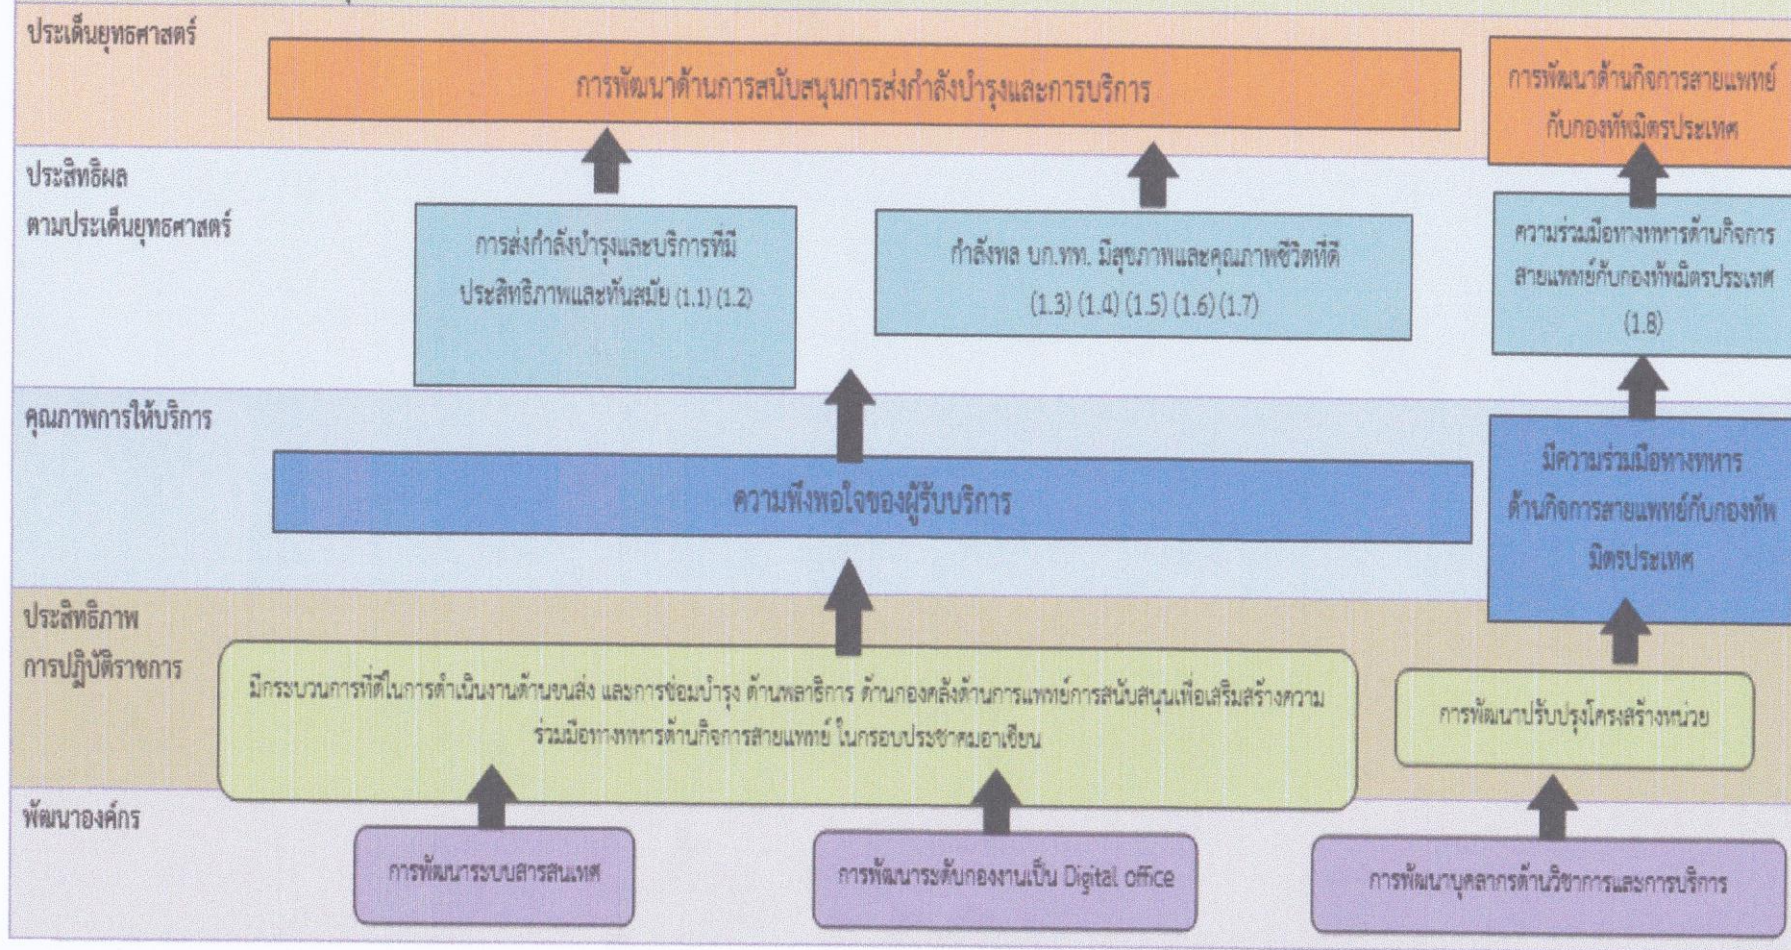 ประเด็นยุทธศาสตร์
การพัฒนาด้านการสนับสนุนการส่งกำลังบำรุงและการบริการ
การพัฒนาด้านกิจการสายแพทย์
กับกองทัพมิตรประเทศ
ประสิทธิผล
ตามประเด็นยุทธศาสตร์
การส่งกำลังบำรุงและบริการที่มี
ประสิทธิภาพและทันสมัย (1.1) (1.2)
กำลังพล บก.ทท. มีสุขภาพและคุณภาพชีวิตที่ดี
(1.3) (1.4) (1.5) (1.6) (1.7)
ความร่วมมือทางทหารด้านกิจการ
สายแพทย์กับกองทัพมิตรประเทศ
(1.8)
คุณภาพการให้บริการ
ความพึงพอใจของผู้รับบริการ
มีความร่วมมือทางทหาร
ด้านกิจการสายแพทย์กับกองทัพ
มิตรประเทศ
ประสิทธิภาพ
การปฏิบัติราชการ
มีกระบวนการที่ดีในการดำเนินงานด้านขนส่ง และการซ่อมบำรุง ด้านพลาธิการ ด้านกองคลังด้านการแพทย์การสนับสนุนเพื่อเสริมสร้างความ
ร่วมมือทางทหารด้านกิจการสายแพทย์ ในกรอบประชาคมอาเซียน
การพัฒนาปรับปรุงโครงสร้างหน่วย
พัฒนาองค์กร
การพัฒนาระบบสารสนเทศ
การพัฒนาระดับกองงานเป็น Digital office
การพัฒนาบุคลากรด้านวิชาการและการบริการ